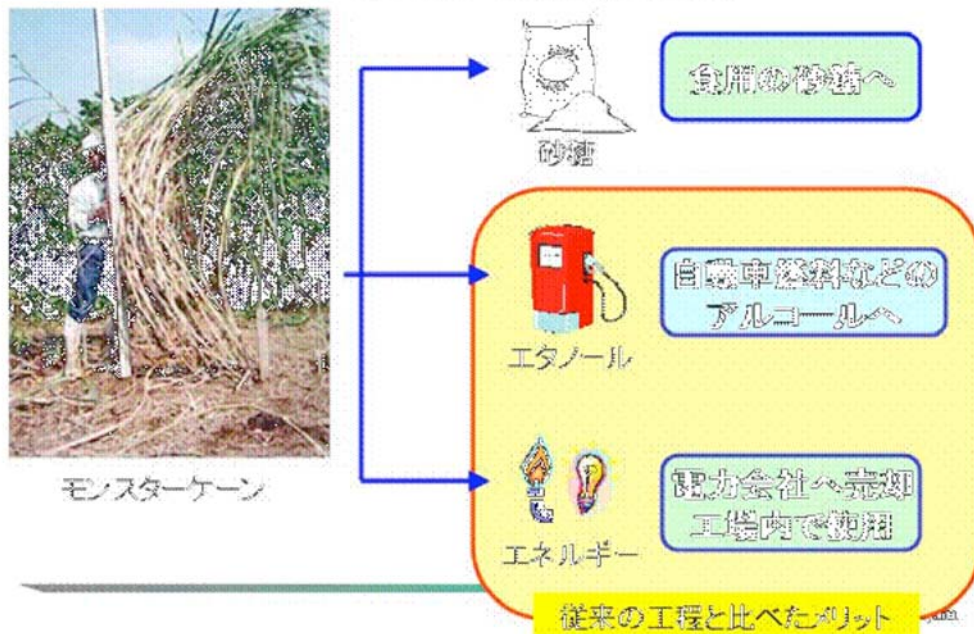 食用の砂糖へ
砂糖
自動車燃料などの
アルコールへ
エタノール
モンスターケーン
電力会社へ売却
工場内で使用
エネルギー
従来の工程と比べたメリット